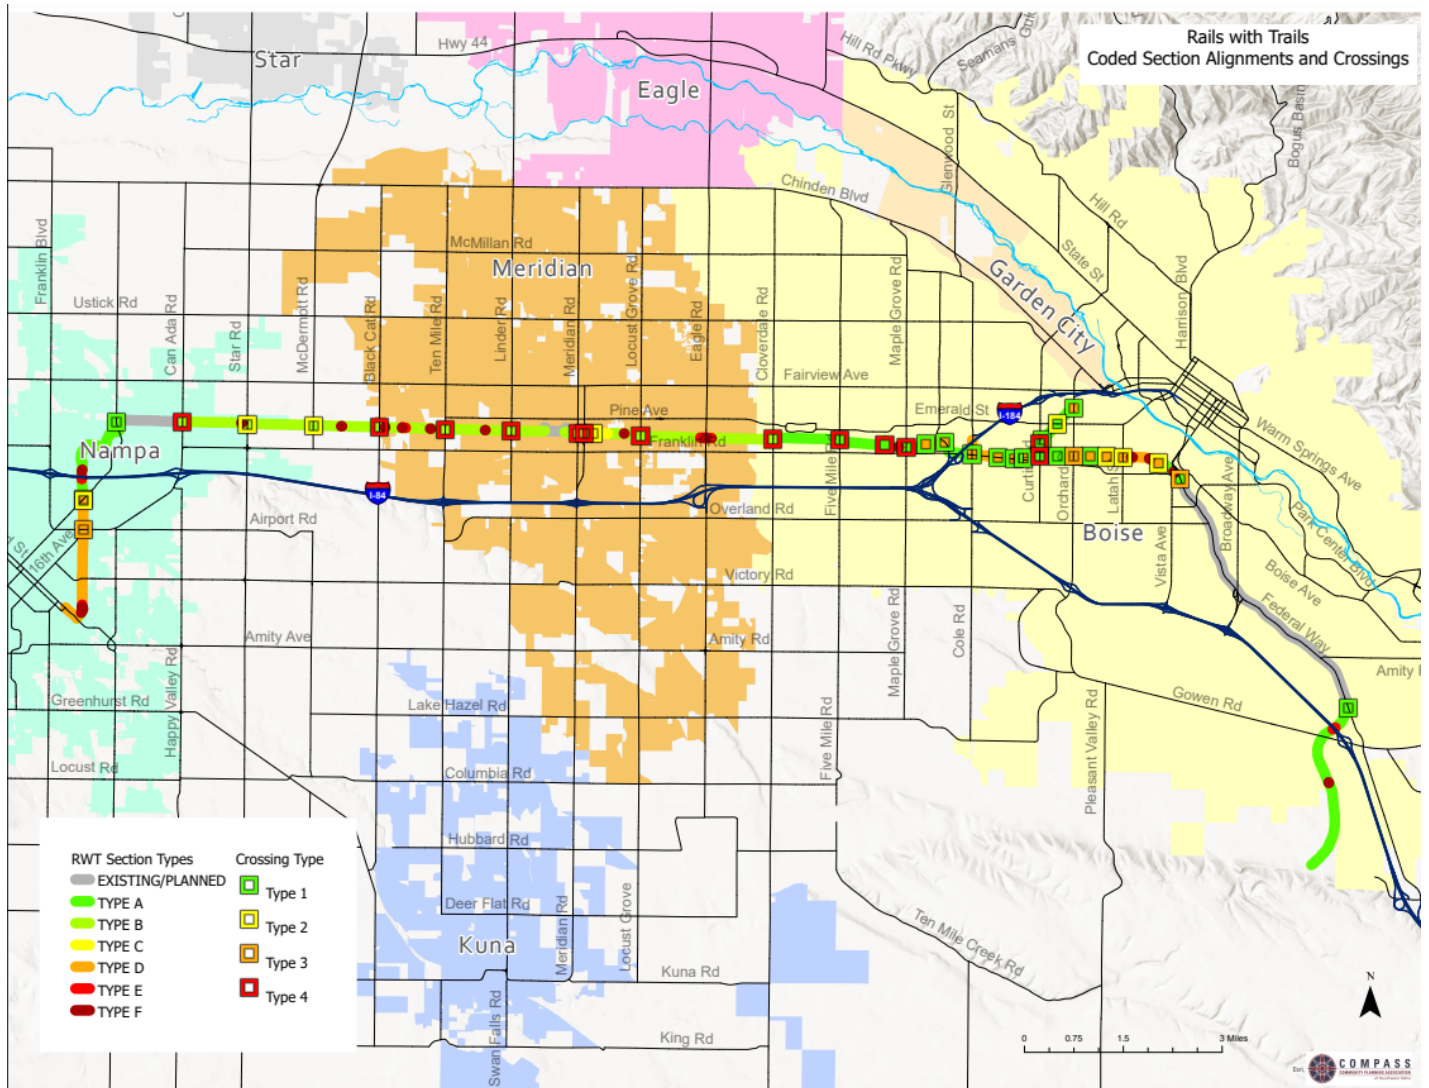 Rails with Trails
Coded Section Alignments and Crossings
Star
Hwy 44
Eagle
Hill Rd Pkwy
Seamans
Bogus Basin
Glenwood St
Chinden Blvd
Hill Rd
State St
Harrison Blvd
Garden City
McMillan Rd
Meridian
Franklin Blvd
Ustick Rd
Can Ada Rd
Star Rd
McDermott Rd
Black Cat Rd
Ten Mile Rd
Linder Rd
Meridian Rd
Locust Grove Rd
Eagle Rd
Cloverdale Rd
Maple Grove Rd
Fairview Ave
Pine Ave
Emerald St
I-184
Warm Springs Ave
Nampa
Franklin Rd
Five Mile R
Curtis
Orchard
Latah S
Broadway Ave
I-84
Overland Rd
Park Center Blvd
Airport Rd
16th Ave
d St
Boise
Vista Ave
Boise Ave
Victory Rd
Federal Way
Amity Ave
Amity Rd
Maple Grove Rd
Cole Rd
Amity
Happy Valley Rd
Greenhurst Rd
Lake Hazel Rd
Gowen Rd
Pleasant Valley Rd
Five Mile Rd
Locust Rd
Columbia Rd
Hubbard Rd
Deer Flat Rd
Kuna
Meridian Rd
Locust Grove
Kuna Rd
Ten Mile Creek Rd
Swan Falls Rd
King Rd
RWT Section Types
EXISTING/PLANNED
TYPE A
TYPE B
TYPE C
TYPE D
TYPE E
TYPE F
Crossing Type
Type 1
Type 2
Type 3
Type 4
N
0 0.75 1.5 3 Miles
Esri,
COMPASS
COMMUNITY PLANNING ASSOCIATION
of Southwest Idaho